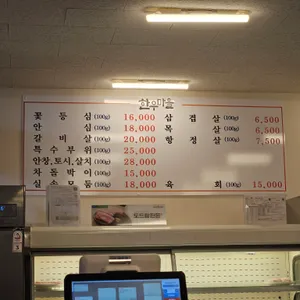 한우마을
꽃 등 심 (100g) 16,000 삼 겹 살 (100g) 6,500
안 심 (100g) 18,000 목 살 (100g) 6,500
갈 비 살 (100g) 20,000 항 정 살 (100g) 7,500
특 수 부 위 (100g) 25,000
안창,토시,살치 (100g) 28,000
차 돌 박 이 (100g) 15,000
실 속 모 둠 (100g) 18,000 육 회 (100g) 15,000